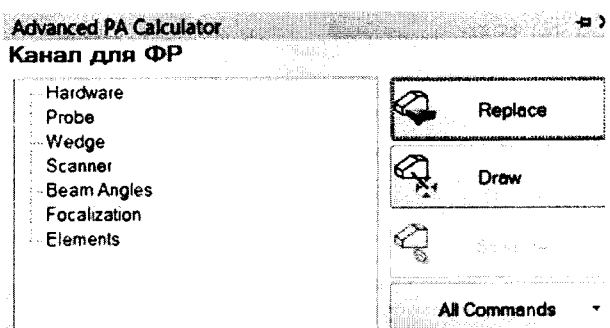 Advanced PA Calculator
Канал для ФР
Hardware
Probe
Wedge
Scanner
Beam Angles
Focalization
Elements
Replace
Draw
All Commands